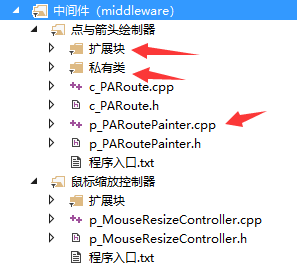 中间件（middleware）
点与箭头绘制器
扩展块
私有类
c_PARoute.cpp
c_PARoute.h
p_PARoutePainter.cpp
p_PARoutePainter.h
程序入口.txt
鼠标缩放控制器
扩展块
p_MouseResizeController.cpp
p_MouseResizeController.h
程序入口.txt